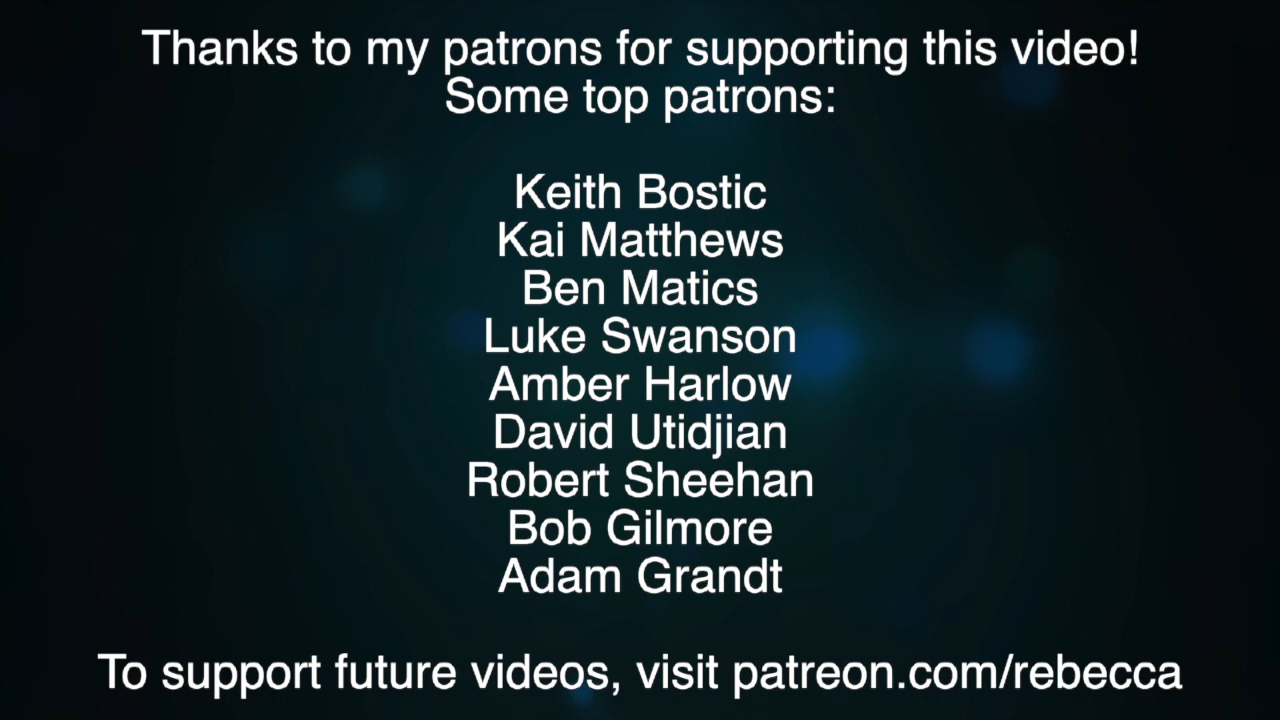 Thanks to my patrons for supporting this video!
Some top patrons:
Keith Bostic
Kai Matthews
Ben Matics
Luke Swanson
Amber Harlow
David Utidjian
Robert Sheehan
Bob Gilmore
Adam Grandt
To support future videos, visit patreon.com/rebecca